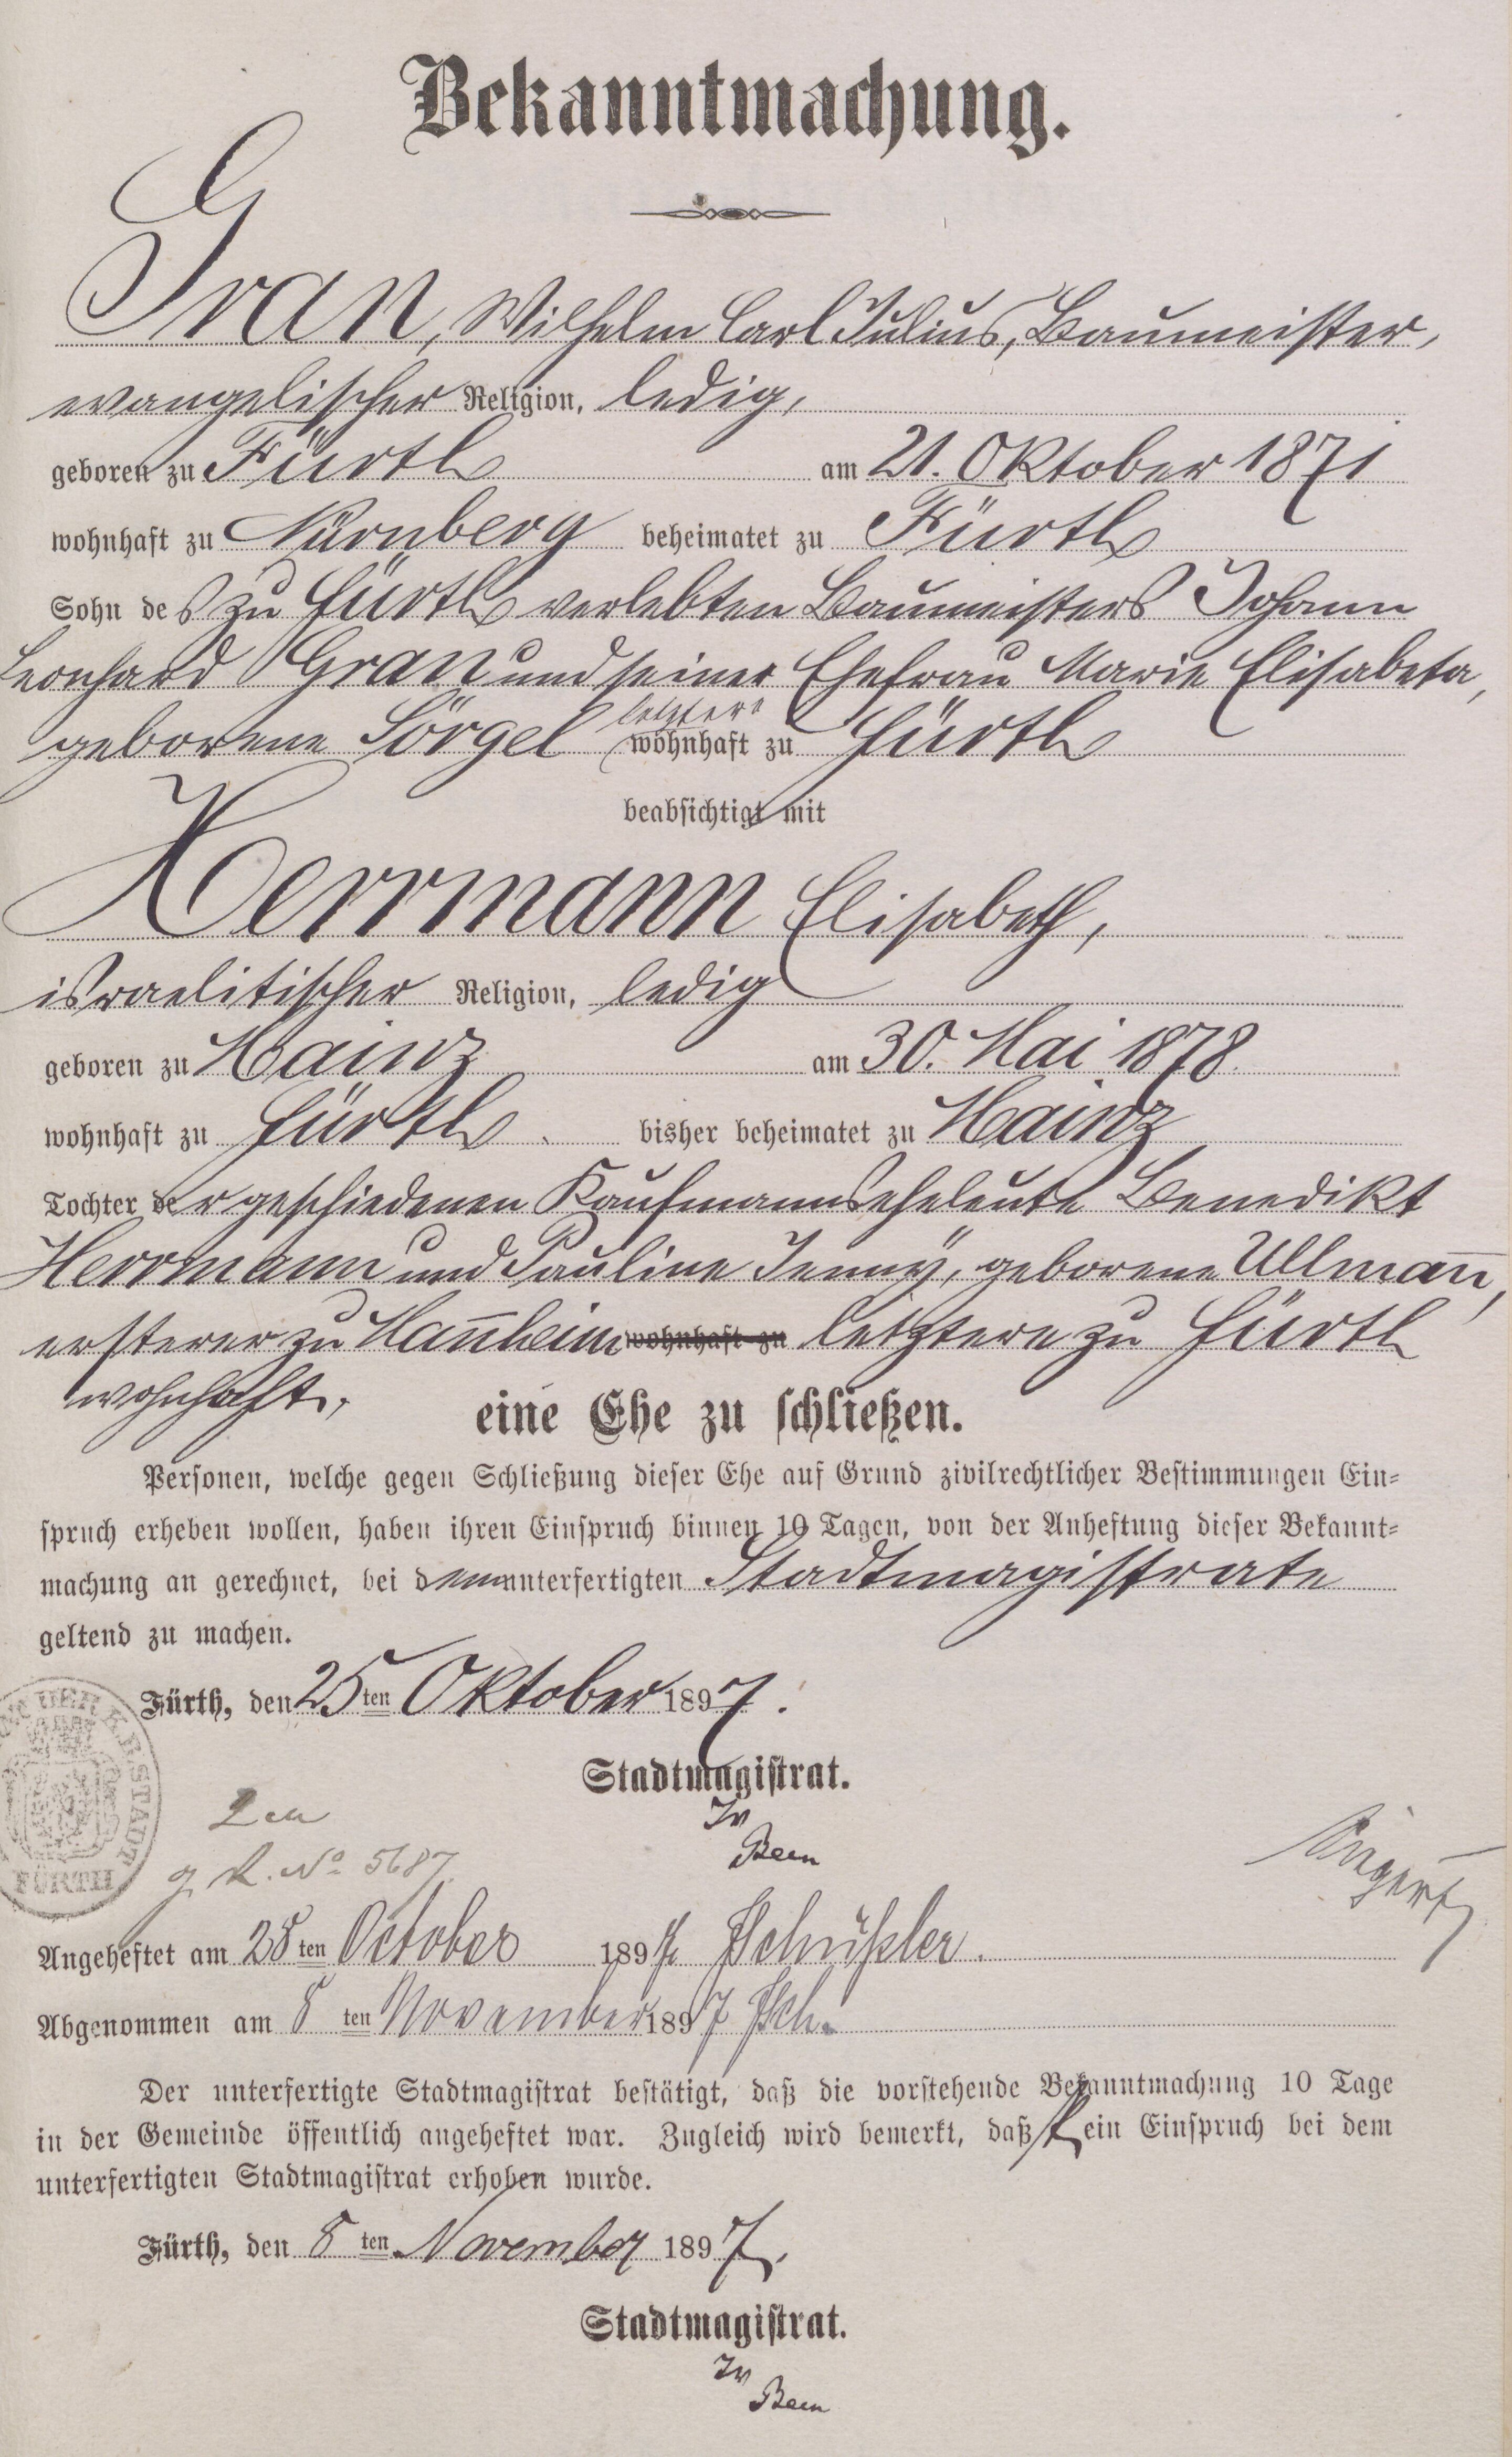 Bekanntmachung.
Gran, Wilhelm Carl Julius, Baumeister,
evangelischer Religion, ledig,
geboren zu Fürth am 21. Oktober 1871
wohnhaft zu Nürnberg beheimatet zu Fürth
Sohn des zu Fürth verlebten Baumeisters Johann
Leonhard Gran und seiner Ehefrau Marie Elisabeta,
geborene Sörgel letztere wohnhaft zu Fürth
beabsichtigt mit
Herrmann Elisabeth,
israelitischer Religion, ledig
geboren zu Mainz am 30. Mai 1878.
wohnhaft zu Fürth. bisher beheimatet zu Mainz
Tochter der geschiedenen Kaufmannseheleute Benedikt
Herrmann und Pauline Jenny, geborene Ullman̅,
ersterer zu Man̅heim wohnhaft zu letztere zu Fürth
wohnhaft,
eine Ehe zu schließen.
Personen, welche gegen Schließung dieser Ehe auf Grund zivilrechtlicher Bestimmungen Ein-
spruch erheben wollen, haben ihren Einspruch binnen 10 Tagen, von der Anheftung dieser Bekannt-
machung an gerechnet, bei dem unterfertigten Stadtmagistrate
geltend zu machen.
Fürth, den 25ten Oktober 1897.
Stadtmagistrat.
FÜRTH
R. No 5687.
Angeheftet am 28ten October 1897
Abgenommen am 8ten November 1897 Sch.
Der unterfertigte Stadtmagistrat bestätigt, daß die vorstehende Bekanntmachung 10 Tage
in der Gemeinde öffentlich angeheftet war. Zugleich wird bemerkt, daß kein Einspruch bei dem
unterfertigten Stadtmagistrat erhoben wurde.
Fürth, den 8ten November 1897.
Stadtmagistrat.